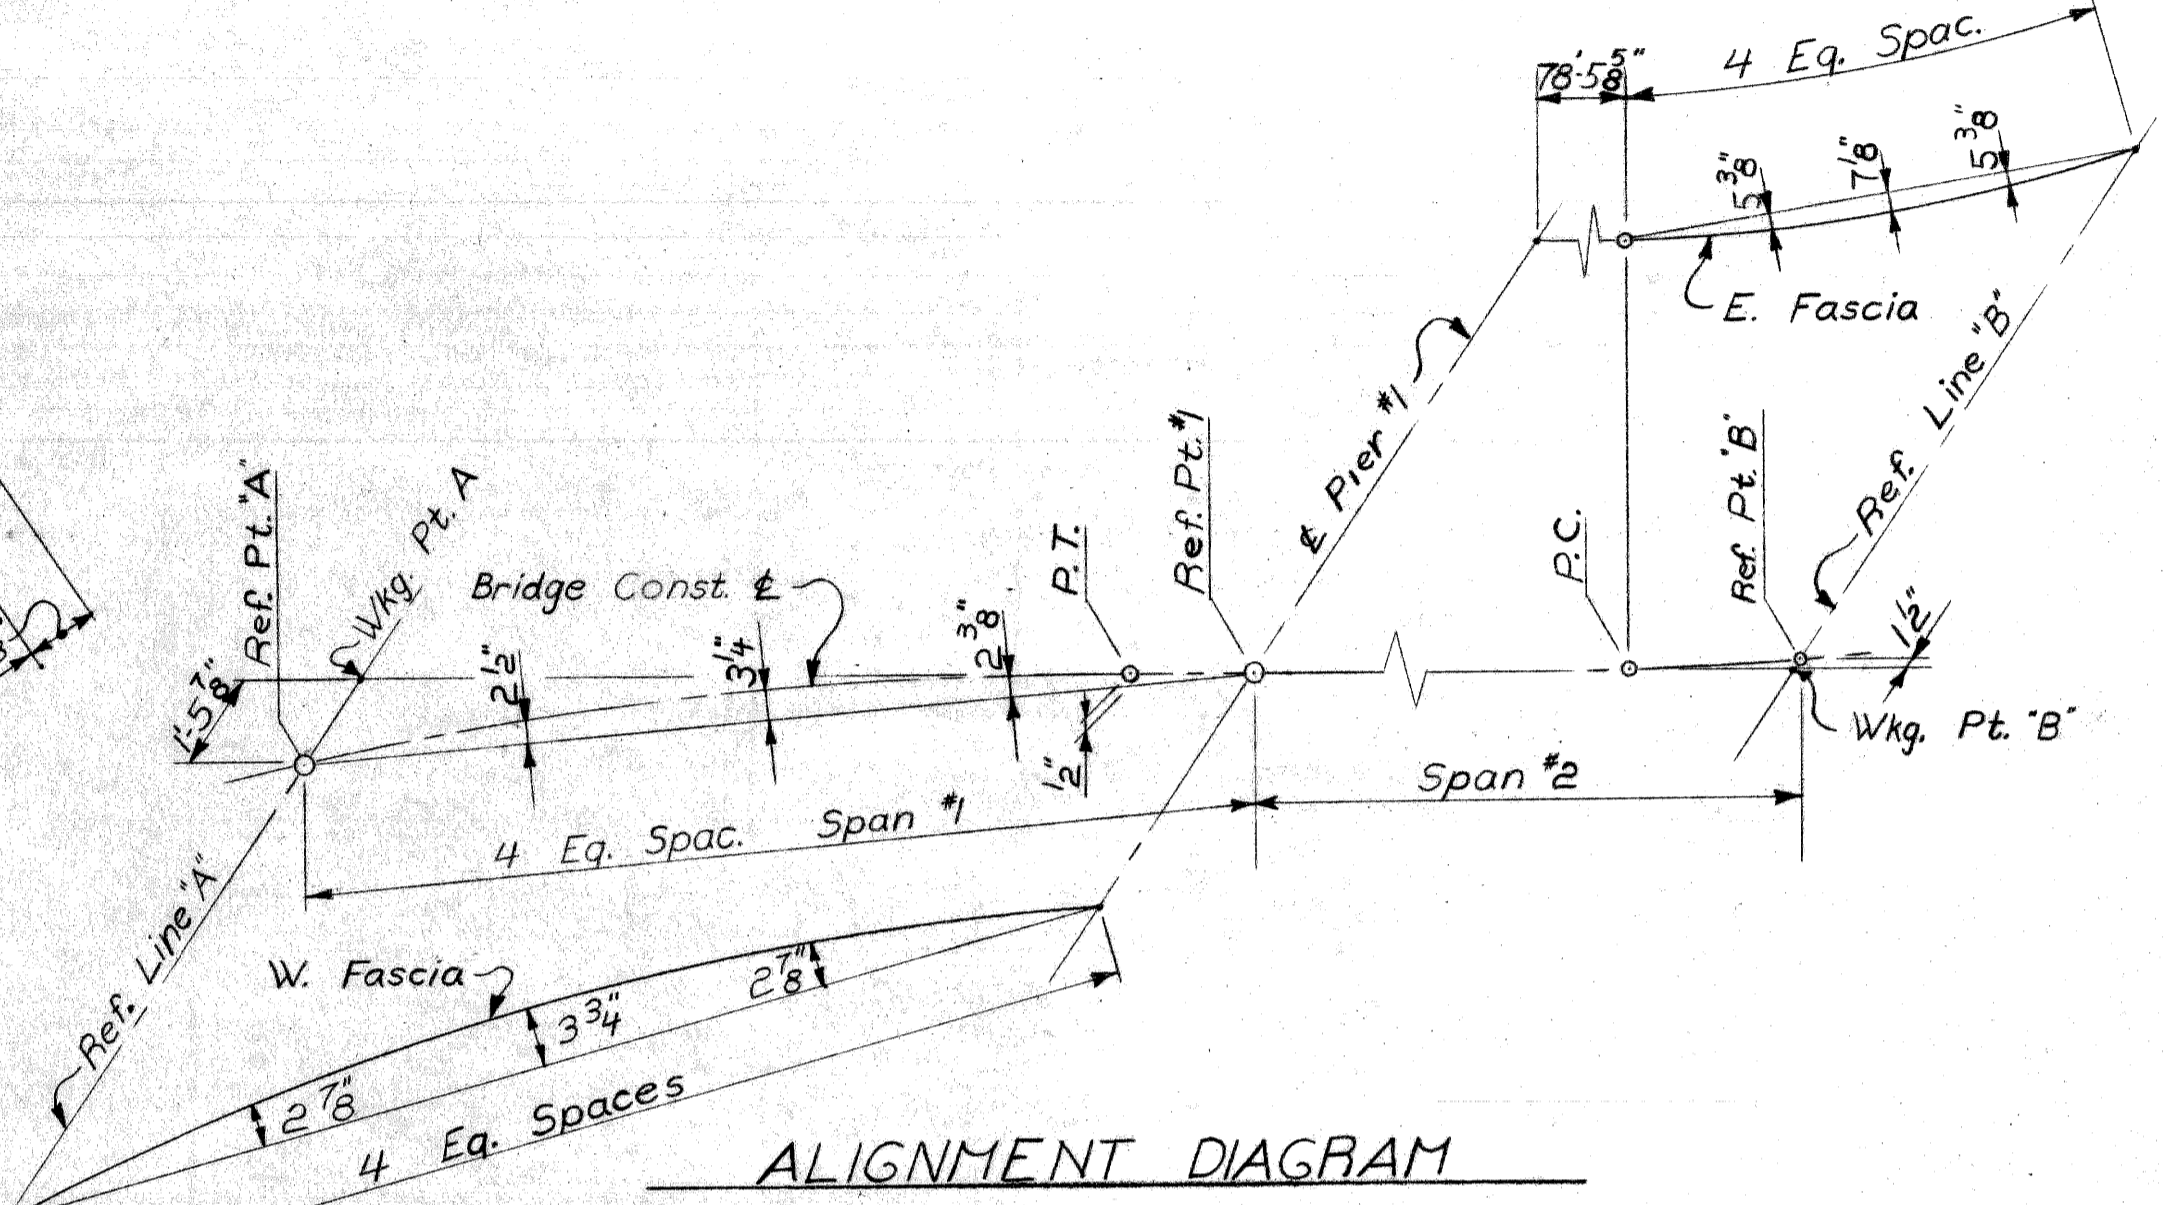 78'-5 5/8"
4 Eq. Spac.
5 3/8"
7 1/8"
5 3/8"
E. Fascia
℄ Pier #1
Line "B"
Ref.
Ref. Pt. "A"
Wkg. Pt. A
Bridge Const. ℄
P.T.
Ref. Pt. #1
P.C.
Ref. Pt. "B"
1'-5 7/8"
2 1/2"
3 1/4"
2 3/8"
1/2"
1 1/2"
Wkg. Pt. "B"
Span #2
4 Eq. Spac. Span #1
Ref. Line "A"
W. Fascia
2 7/8"
3 3/4"
2 7/8"
4 Eq. Spaces
ALIGNMENT DIAGRAM